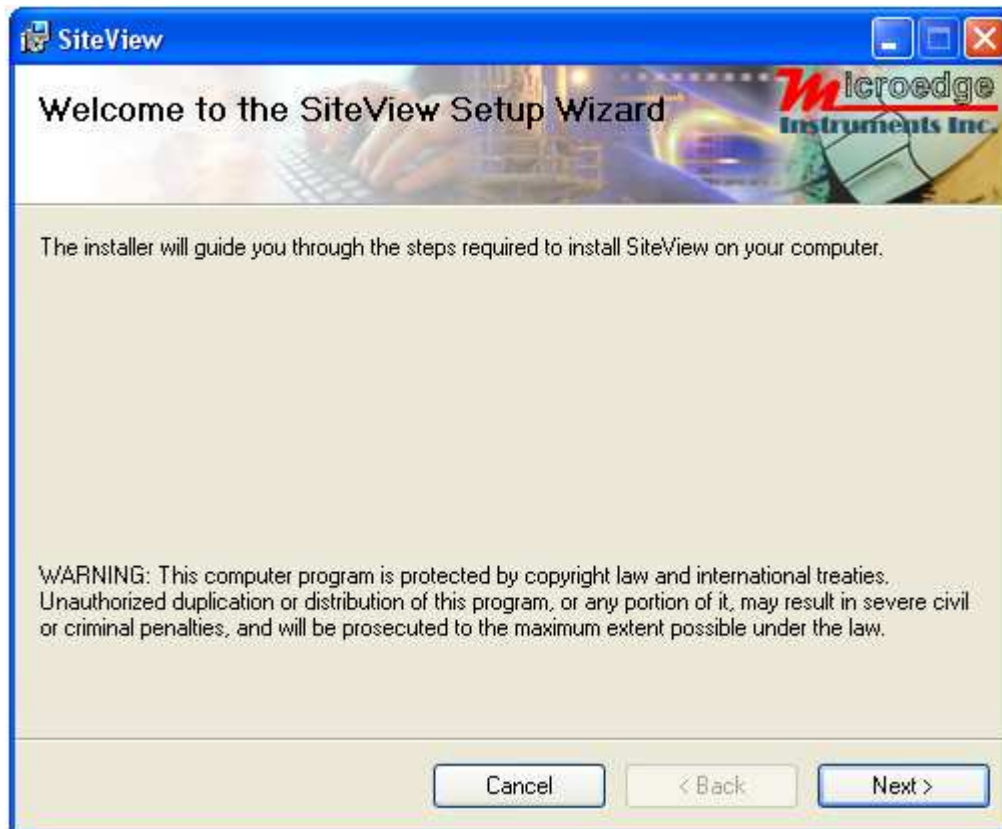 SiteView
Welcome to the SiteView Setup Wizard
Microedge
Instruments Inc.
The installer will guide you through the steps required to install SiteView on your computer.
WARNING: This computer program is protected by copyright law and international treaties.
Unauthorized duplication or distribution of this program, or any portion of it, may result in severe civil
or criminal penalties, and will be prosecuted to the maximum extent possible under the law.
Cancel
< Back
Next >